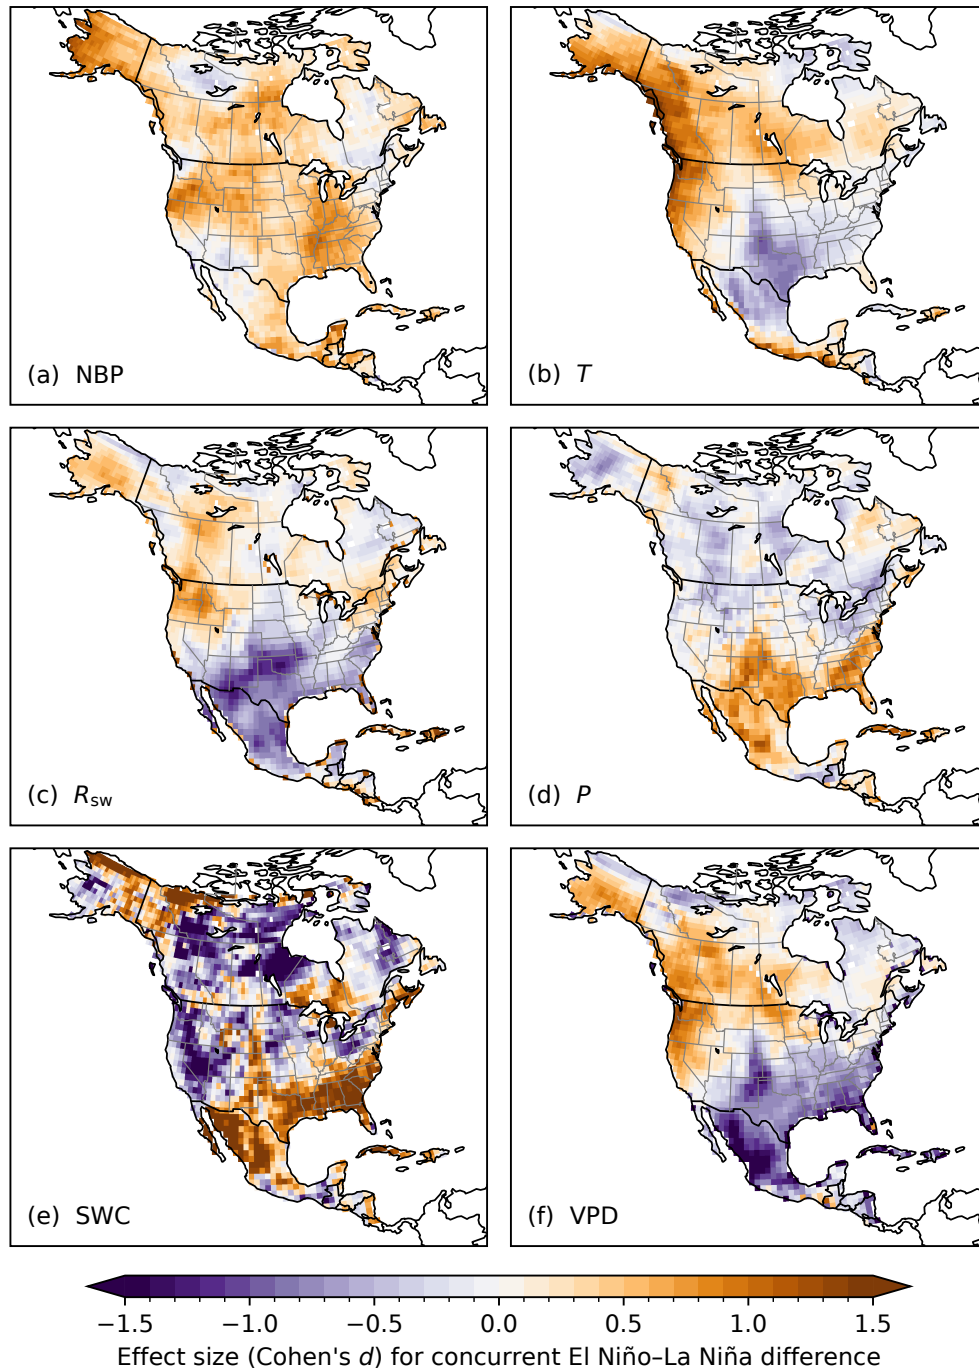 (a) NBP
(b) T
(c) Rsw
(d) P
(e) SWC
(f) VPD
−1.5 −1.0 −0.5 0.0 0.5 1.0 1.5
Effect size (Cohen's d) for concurrent El Niño–La Niña difference